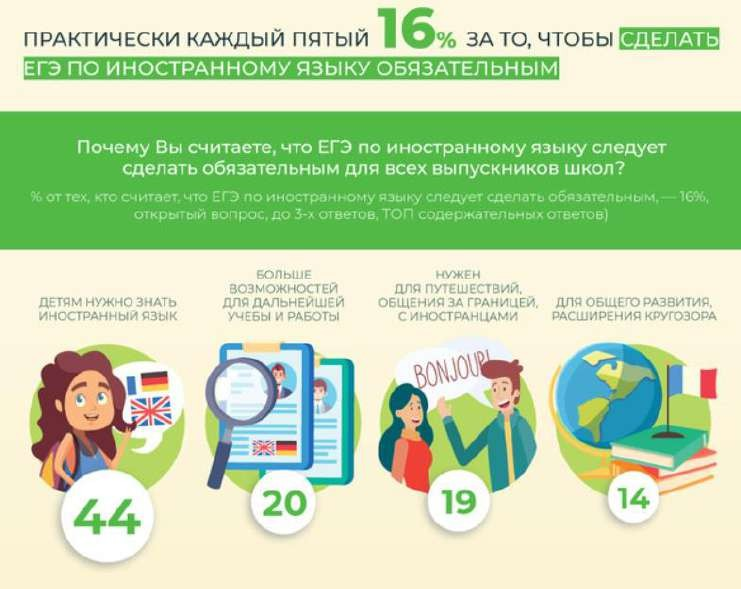 ПРАКТИЧЕСКИ КАЖДЫЙ ПЯТЫЙ 16% ЗА ТО, ЧТОБЫ СДЕЛАТЬ
ЕГЭ ПО ИНОСТРАННОМУ ЯЗЫКУ ОБЯЗАТЕЛЬНЫМ
Почему Вы считаете, что ЕГЭ по иностранному языку следует
сделать обязательным для всех выпускников школ?
% от тех, кто считает, что ЕГЭ по иностранному языку следует сделать обязательным, — 16%,
открытый вопрос, до 3-х ответов, ТОП содержательных ответов)
ДЕТЯМ НУЖНО ЗНАТЬ
ИНОСТРАННЫЙ ЯЗЫК
44
БОЛЬШЕ
ВОЗМОЖНОСТЕЙ
ДЛЯ ДАЛЬНЕЙШЕЙ
УЧЕБЫ И РАБОТЫ
20
НУЖЕН
ДЛЯ ПУТЕШЕСТВИЙ,
ОБЩЕНИЯ ЗА ГРАНИЦЕЙ,
С ИНОСТРАНЦАМИ
BONJOUR!
19
ДЛЯ ОБЩЕГО РАЗВИТИЯ,
РАСШИРЕНИЯ КРУГОЗОРА
14